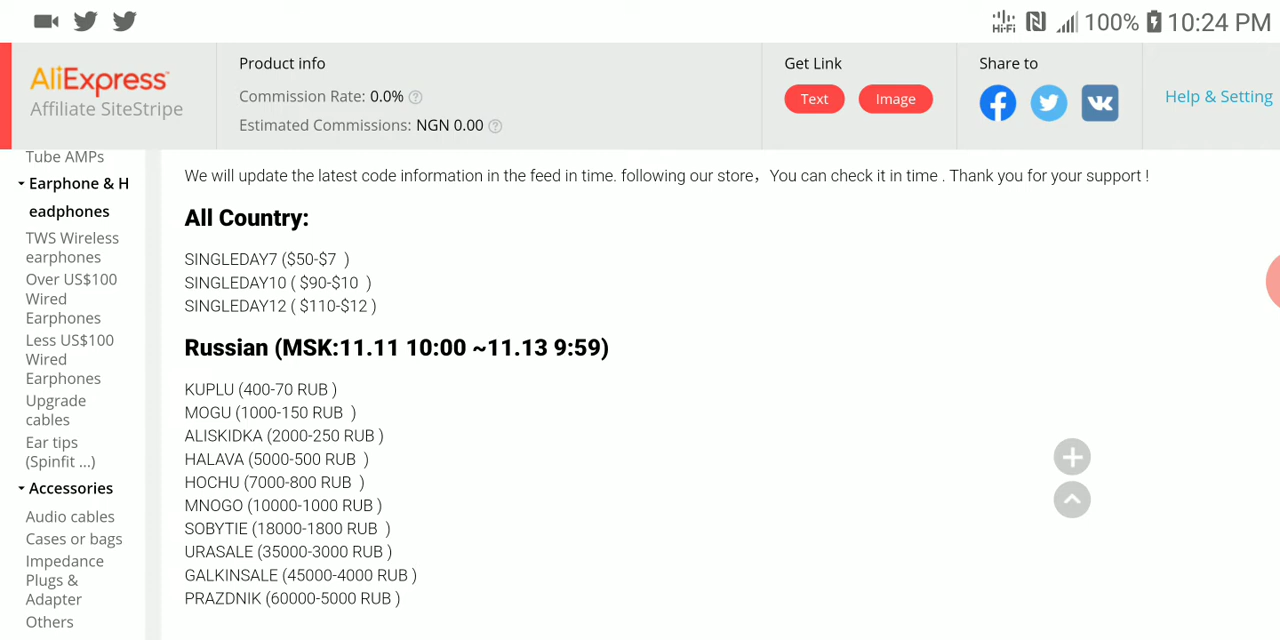 100% 10:24 PM
Hi-Fi
AliExpress
Affiliate SiteStripe
Product info
Commission Rate: 0.0% ?
Estimated Commissions: NGN 0.00 ?
Get Link
Text Image
Share to
Help & Setting
Tube AMPs
Earphone & H
eadphones
TWS Wireless
earphones
Over US$100
Wired
Earphones
Less US$100
Wired
Earphones
Upgrade
cables
Ear tips
(Spinfit ...)
Accessories
Audio cables
Cases or bags
Impedance
Plugs &
Adapter
Others
We will update the latest code information in the feed in time. following our store，You can check it in time . Thank you for your support !
All Country:
SINGLEDAY7 ($50-$7 )
SINGLEDAY10 ( $90-$10 )
SINGLEDAY12 ( $110-$12 )
Russian (MSK:11.11 10:00 ~11.13 9:59)
KUPLU (400-70 RUB )
MOGU (1000-150 RUB )
ALISKIDKA (2000-250 RUB )
HALAVA (5000-500 RUB )
HOCHU (7000-800 RUB )
MNOGO (10000-1000 RUB )
SOBYTIE (18000-1800 RUB )
URASALE (35000-3000 RUB )
GALKINSALE (45000-4000 RUB )
PRAZDNIK (60000-5000 RUB )